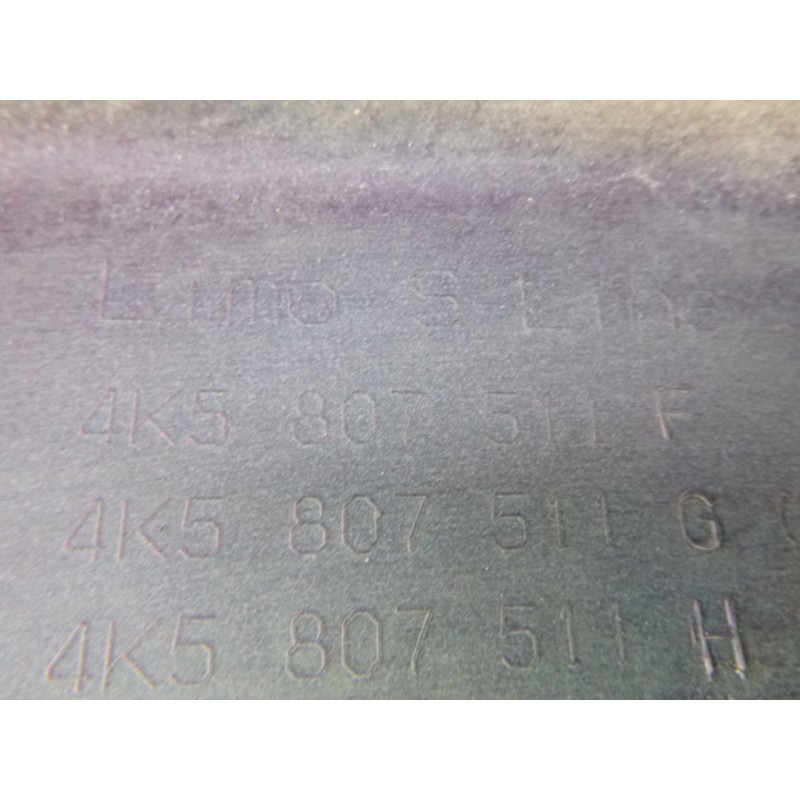 Limo S-Line
4K5 807 511 F
4K5 807 511 G
4K5 807 511 H